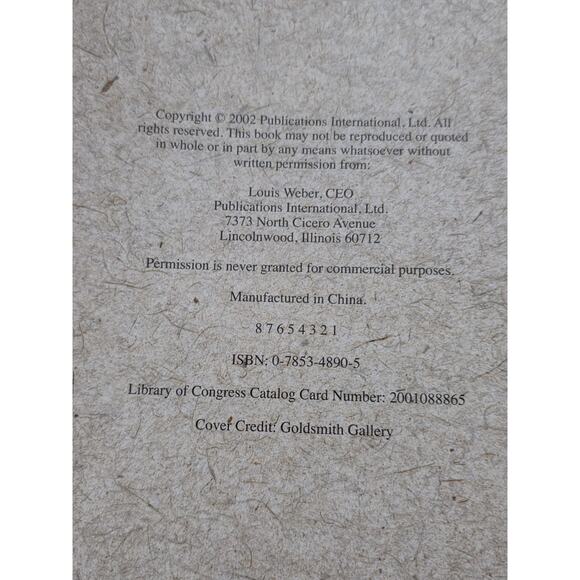 Copyright © 2002 Publications International, Ltd. All
rights reserved. This book may not be reproduced or quoted
in whole or in part by any means whatsoever without
written permission from:
Louis Weber, CEO
Publications International, Ltd.
7373 North Cicero Avenue
Lincolnwood, Illinois 60712
Permission is never granted for commercial purposes.
Manufactured in China.
8 7 6 5 4 3 2 1
ISBN: 0-7853-4890-5
Library of Congress Catalog Card Number: 2001088865
Cover Credit: Goldsmith Gallery